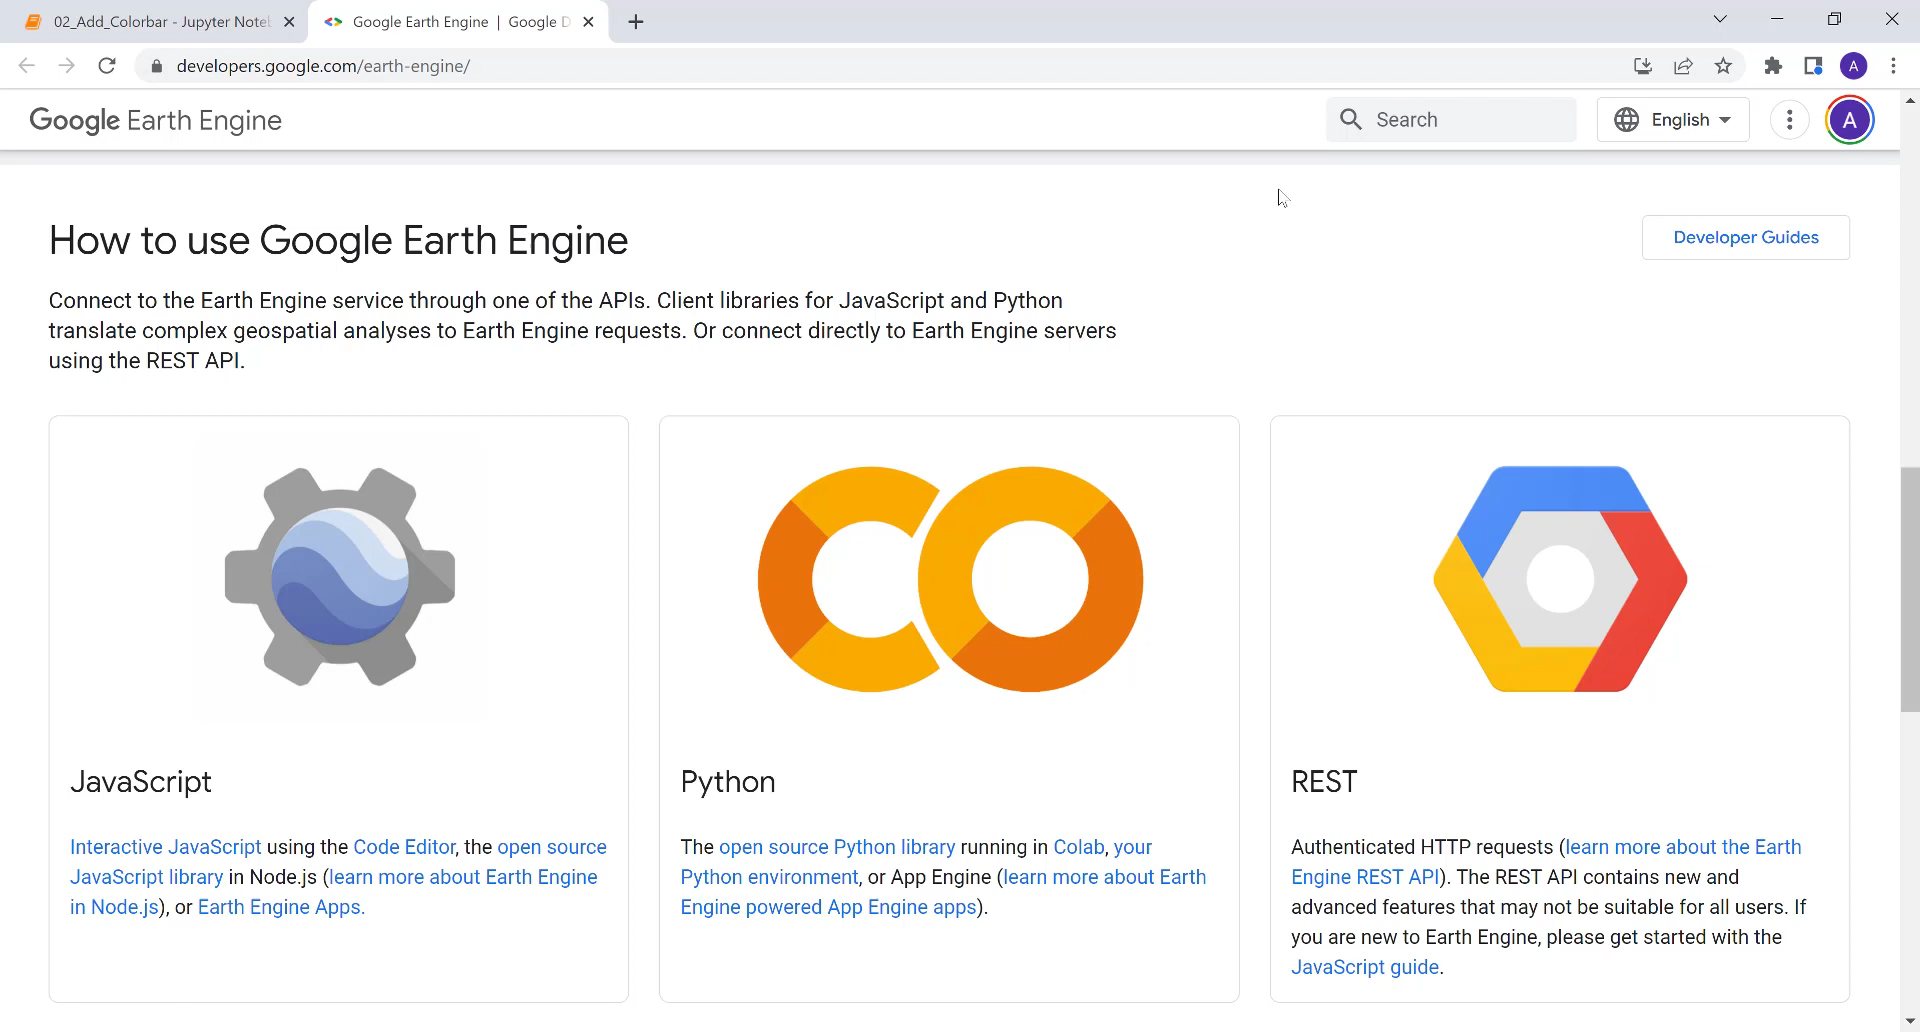 02_Add_Colorbar - Jupyter Note
Google Earth Engine | Google D
developers.google.com/earth-engine/
A
Google Earth Engine
Search
English
A
How to use Google Earth Engine
Developer Guides
Connect to the Earth Engine service through one of the APIs. Client libraries for JavaScript and Python
translate complex geospatial analyses to Earth Engine requests. Or connect directly to Earth Engine servers
using the REST API.
JavaScript
Interactive JavaScript using the Code Editor, the open source
JavaScript library in Node.js (learn more about Earth Engine
in Node.js), or Earth Engine Apps.
Python
The open source Python library running in Colab, your
Python environment, or App Engine (learn more about Earth
Engine powered App Engine apps).
REST
Authenticated HTTP requests (learn more about the Earth
Engine REST API). The REST API contains new and
advanced features that may not be suitable for all users. If
you are new to Earth Engine, please get started with the
JavaScript guide.